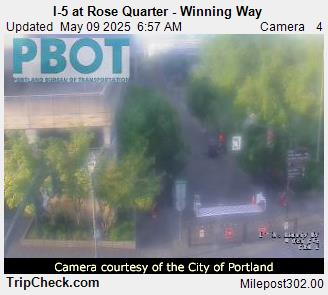 I-5 at Rose Quarter - Winning Way
Updated May 09 2025 6:57 AM Camera 4
PBOT
PORTLAND BUREAU OF TRANSPORTATION
Camera courtesy of the City of Portland
TripCheck.com Milepost302.00